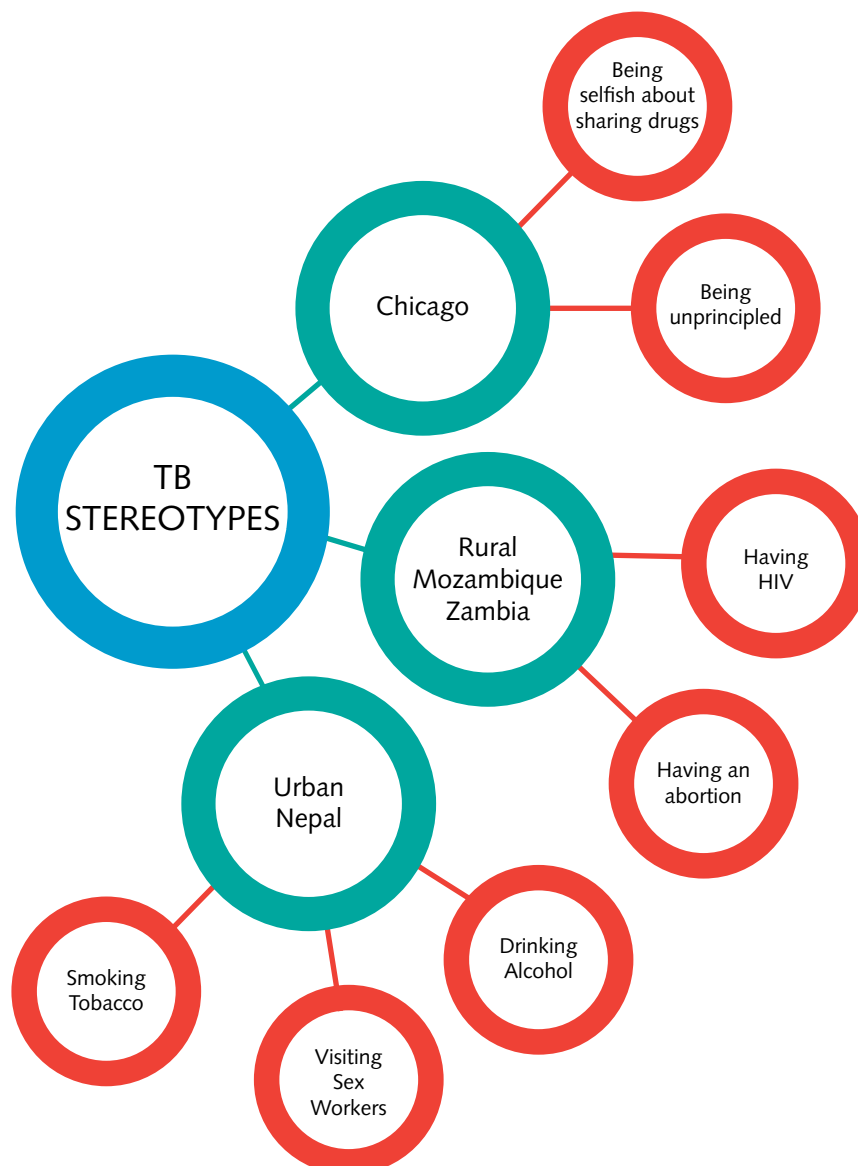 Being
selfish about
sharing drugs
Chicago
Being
unprincipled
TB
STEREOTYPES
Rural
Mozambique
Zambia
Having
HIV
Having an
abortion
Urban
Nepal
Drinking
Alcohol
Smoking
Tobacco
Visiting
Sex
Workers